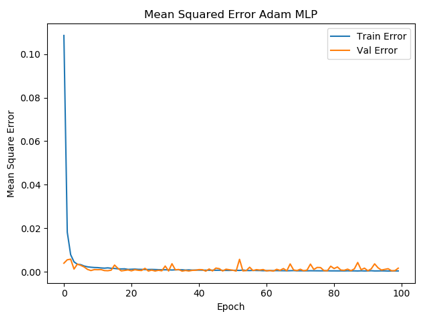 Mean Squared Error Adam MLP
Train Error
Val Error
Mean Square Error
0.10
0.08
0.06
0.04
0.02
0.00
0 20 40 60 80 100
Epoch